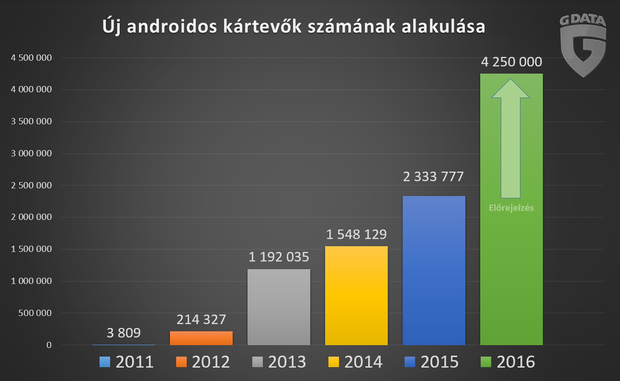 Új androidos kártevők számának alakulása
G DATA
4 500 000
4 000 000
3 500 000
3 000 000
2 500 000
2 000 000
1 500 000
1 000 000
500 000
0
3 809
214 327
1 192 035
1 548 129
2 333 777
4 250 000
Előrejelzés
2011 2012 2013 2014 2015 2016